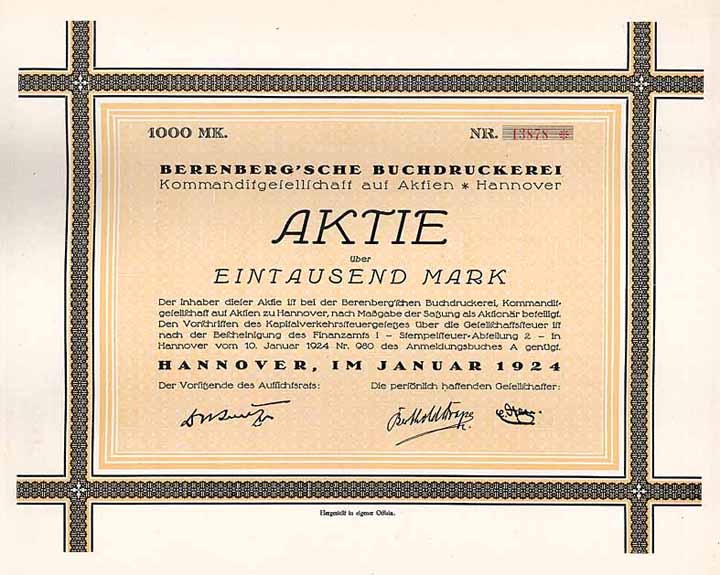 1000 MK. NR. 13878 *
BERENBERG'SCHE BUCHDRUCKEREI
Kommanditgesellschaft auf Aktien * Hannover
AKTIE
über
EINTAUSEND MARK
Der Inhaber dieser Aktie ist bei der Berenberg'schen Buchdruckerei, Kommandit-
gesellschaft auf Aktien zu Hannover, nach Maßgabe der Satzung als Aktionär beteiligt.
Den Vorschriften des Kapitalverkehrssteuergesetzes über die Gesellschaftssteuer ist
nach der Bescheinigung des Finanzamts I – Stempelsteuer-Abteilung 2 – in
Hannover vom 10. Januar 1924 Nr. 980 des Anmeldungsbuches A genügt.
HANNOVER, IM JANUAR 1924
Der Vorsitzende des Aufsichtsrats: Die persönlich haftenden Gesellschafter:
Hergestellt in eigener Offizin.